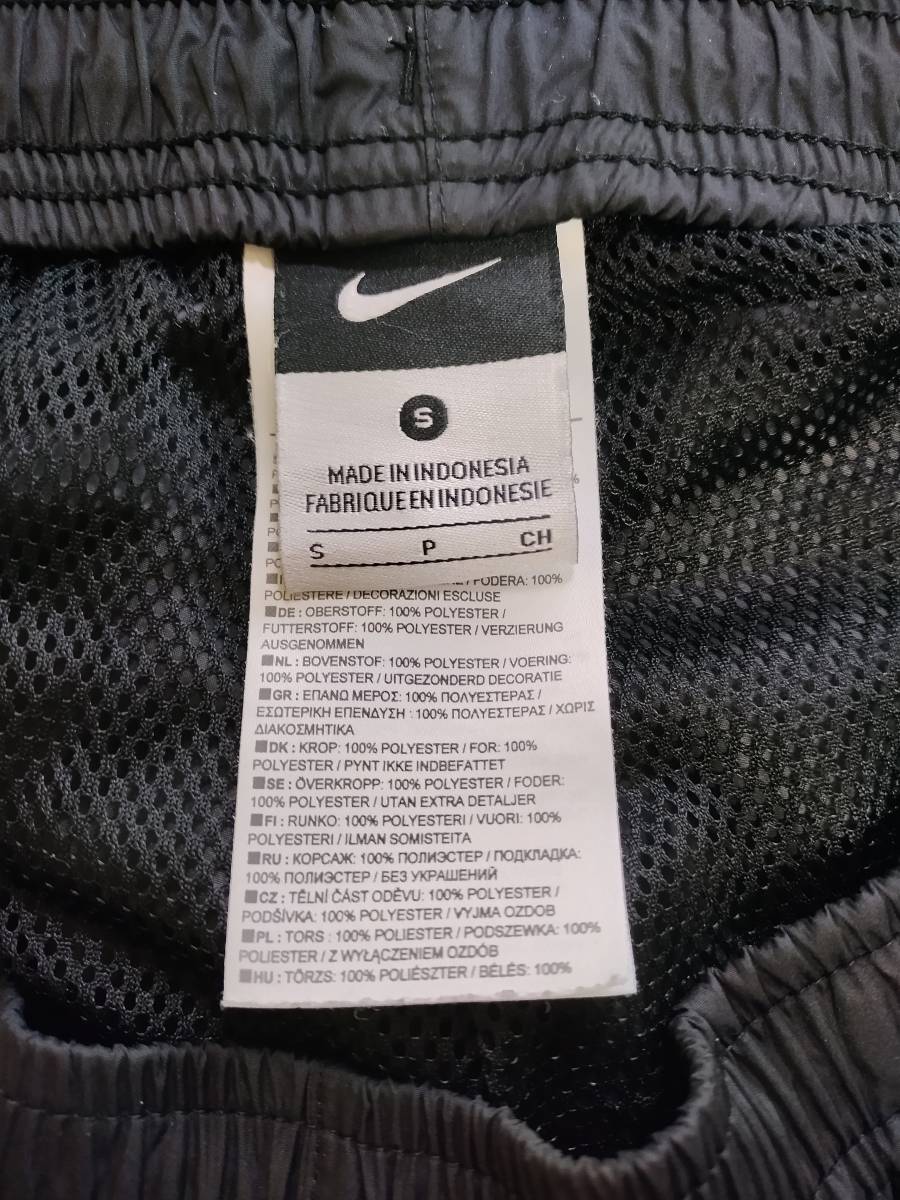 S
MADE IN INDONESIA
FABRIQUE EN INDONESIE
S P CH
%
FODERA: 100%
POLIESTERE / DECORAZIONI ESCLUSE
DE : OBERSTOFF: 100% POLYESTER /
FUTTERSTOFF: 100% POLYESTER / VERZIERUNG
AUSGENOMMEN
NL : BOVENSTOF: 100% POLYESTER / VOERING:
100% POLYESTER / UITGEZONDERD DECORATIE
GR : ΕΠΑΝΩ ΜΕΡΟΣ: 100% ΠΟΛΥΕΣΤΕΡΑΣ /
ΕΣΩΤΕΡΙΚΗ ΕΠΕΝΔΥΣΗ : 100% ΠΟΛΥΕΣΤΕΡΑΣ / ΧΩΡΙΣ
ΔΙΑΚΟΣΜΗΤΙΚΑ
DK : KROP: 100% POLYESTER / FOR: 100%
POLYESTER / PYNT IKKE INDBEFATTET
SE : ÖVERKROPP: 100% POLYESTER / FODER:
100% POLYESTER / UTAN EXTRA DETALJER
FI : RUNKO: 100% POLYESTERI / VUORI: 100%
POLYESTERI / ILMAN SOMISTEITA
RU : КОРСАЖ: 100% ПОЛИЭСТЕР / ПОДКЛАДКА:
100% ПОЛИЭСТЕР / БЕЗ УКРАШЕНИЙ
CZ : TĚLNÍ ČÁST ODĚVU: 100% POLYESTER /
PODŠÍVKA: 100% POLYESTER / VYJMA OZDOB
PL : TORS : 100% POLIESTER / PODSZEWKA: 100%
POLIESTER / Z WYŁĄCZENIEM OZDÓB
HU : TÖRZS: 100% POLIÉSZTER / BÉLÉS: 100%